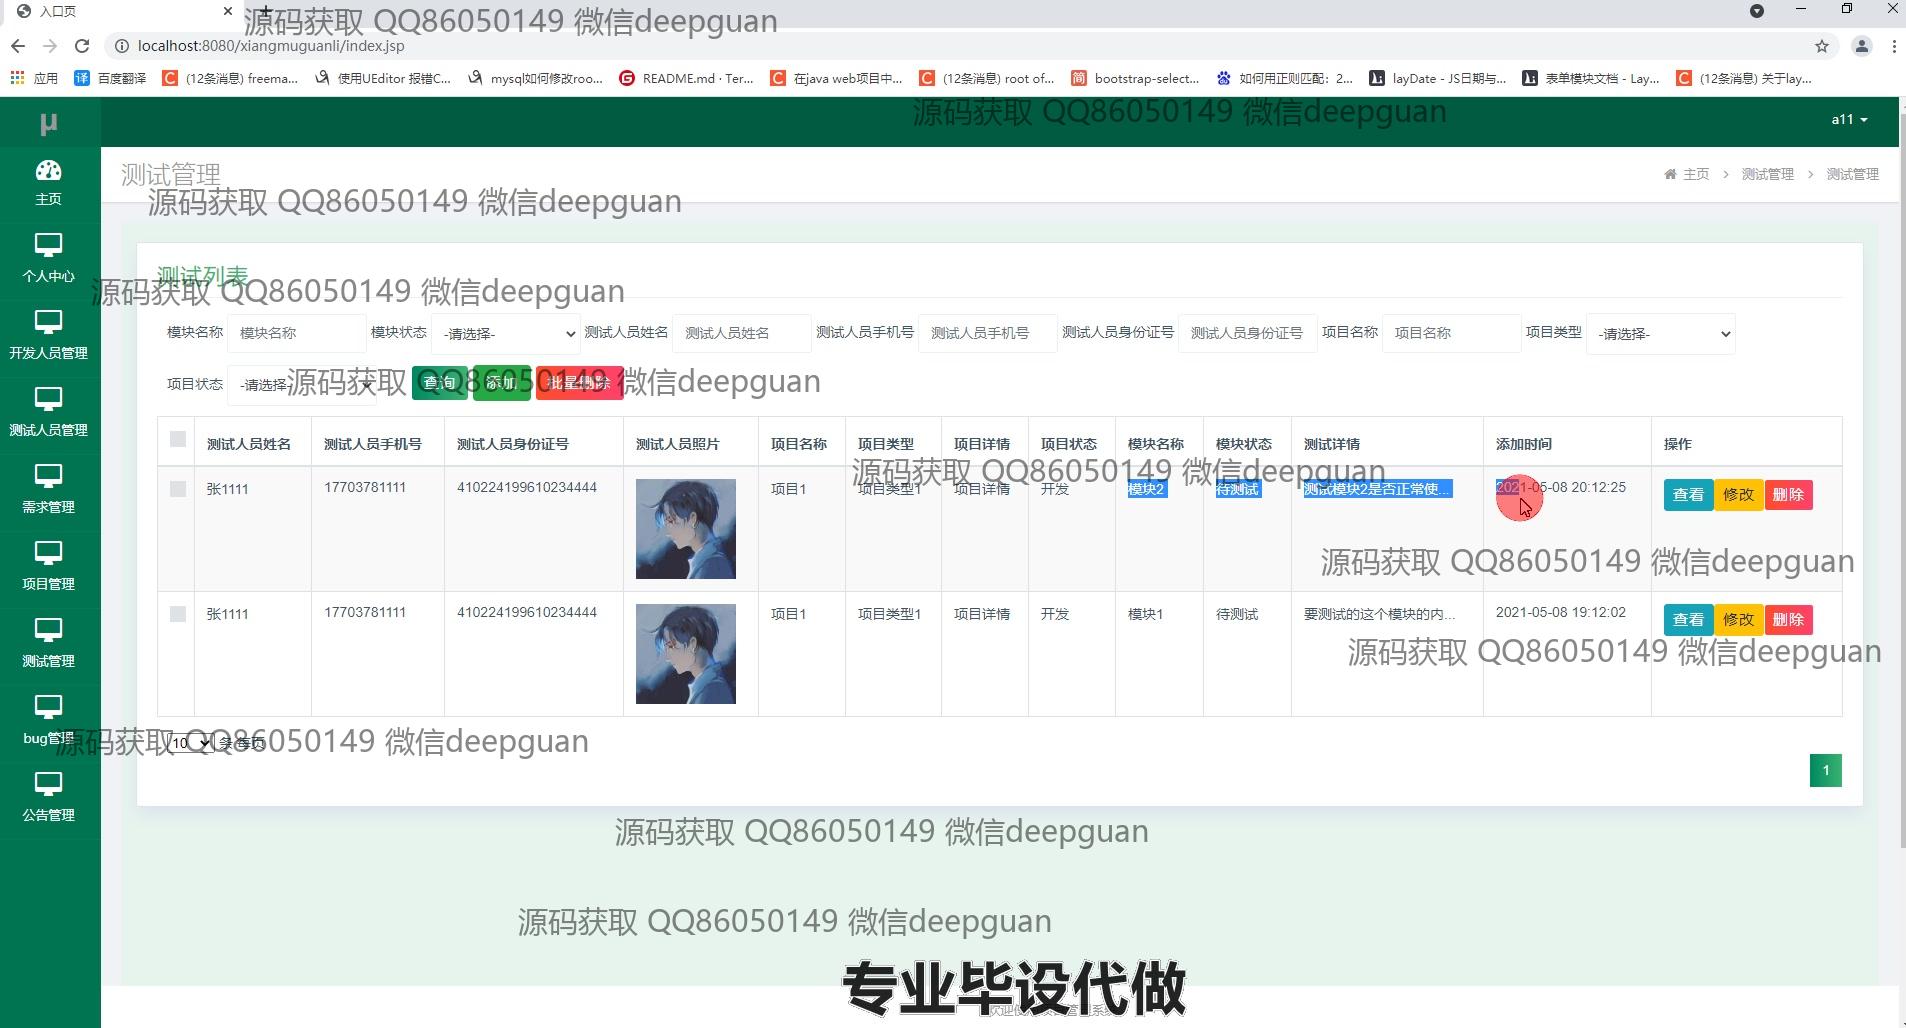 入口页
源码获取 QQ86050149 微信deepguan
localhost:8080/xiangmuguanli/index.jsp
应用 百度翻译 (12条消息) freema... 使用UEditor 报错C... mysql如何修改roo... README.md · Ter... 在java web项目中... (12条消息) root of... bootstrap-select... 如何用正则匹配：2... layDate - JS日期与... 表单模块文档 - Lay... (12条消息) 关于lay...
源码获取 QQ86050149 微信deepguan
μ
a11
主页
个人中心
开发人员管理
测试人员管理
需求管理
项目管理
测试管理
bug管理
公告管理
测试管理
主页 > 测试管理 > 测试管理
源码获取 QQ86050149 微信deepguan
测试列表
源码获取 QQ86050149 微信deepguan
模块名称 模块名称 模块状态 -请选择- 测试人员姓名 测试人员姓名 测试人员手机号 测试人员手机号 测试人员身份证号 测试人员身份证号 项目名称 项目名称 项目类型 -请选择-
项目状态 -请选择- 查询 添加 批量删除
源码获取 QQ86050149 微信deepguan
测试人员姓名 测试人员手机号 测试人员身份证号 测试人员照片 项目名称 项目类型 项目详情 项目状态 模块名称 模块状态 测试详情 添加时间 操作
源码获取 QQ86050149 微信deepguan
张1111 17703781111 410224199610234444 项目1 项目类型1 项目详情 开发 模块2 待测试 测试模块2是否正常使... 2021-05-08 20:12:25 查看 修改 删除
源码获取 QQ86050149 微信deepguan
张1111 17703781111 410224199610234444 项目1 项目类型1 项目详情 开发 模块1 待测试 要测试的这个模块的内... 2021-05-08 19:12:02 查看 修改 删除
源码获取 QQ86050149 微信deepguan
10 条 每页
源码获取 QQ86050149 微信deepguan
1
源码获取 QQ86050149 微信deepguan
源码获取 QQ86050149 微信deepguan
专业毕设代做